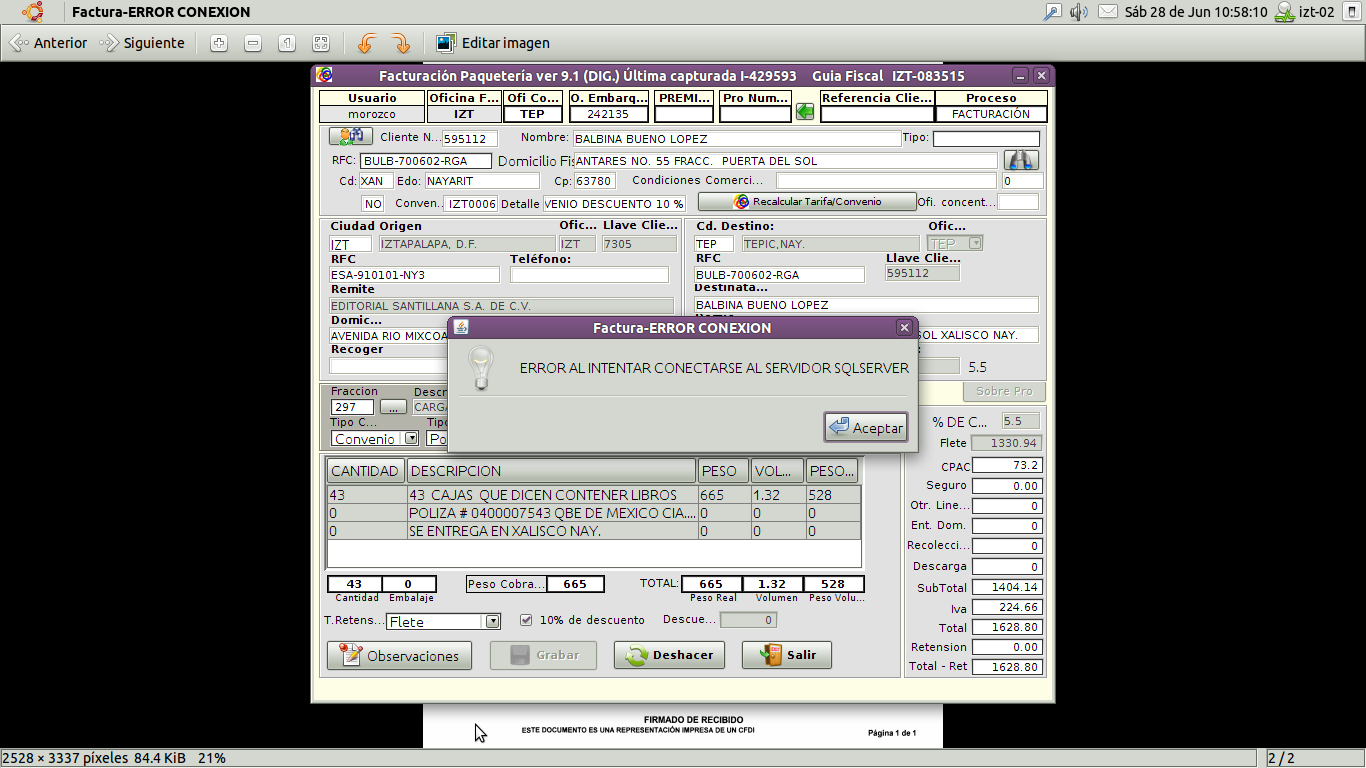 Factura-ERROR CONEXION
Sáb 28 de Jun 10:58:10 izt-02
Anterior Siguiente Editar imagen
Facturación Paquetería ver 9.1 (DIG.) Última capturada I-429593 Guia Fiscal IZT-083515
Usuario Oficina F... Ofi Co... O. Embarq... PREMI... Pro Num... Referencia Clie... Proceso
morozco IZT TEP 242135 FACTURACIÓN
Cliente N... 595112 Nombre: BALBINA BUENO LOPEZ Tipo:
RFC: BULB-700602-RGA Domicilio Fis ANTARES NO. 55 FRACC. PUERTA DEL SOL
Cd: XAN Edo: NAYARIT Cp: 63780 Condiciones Comerci... 0
NO Conven... IZT0006 Detalle VENIO DESCUENTO 10 % Recalcular Tarifa/Convenio Ofi. concent...
Ciudad Origen Ofic... Llave Clie...
IZT IZTAPALAPA, D.F. IZT 7305
RFC Teléfono:
ESA-910101-NY3
Remite
EDITORIAL SANTILLANA S.A. DE C.V.
Domic...
AVENIDA RIO MIXCOA
Recoger
Cd. Destino: Ofic...
TEP TEPIC,NAY. TEP
RFC Llave Clie...
BULB-700602-RGA 595112
Destinata...
BALBINA BUENO LOPEZ
SOL XALISCO NAY.
5.5
Factura-ERROR CONEXION
ERROR AL INTENTAR CONECTARSE AL SERVIDOR SQLSERVER
Aceptar
Fraccion Descr
297 ... CARGA
Tipo C... Tip
Convenio Po
Sobre Pro
CANTIDAD DESCRIPCION PESO VOL... PESO...
43 43 CAJAS QUE DICEN CONTENER LIBROS 665 1.32 528
0 POLIZA # 0400007543 QBE DE MEXICO CIA.... 0 0 0
0 SE ENTREGA EN XALISCO NAY. 0 0 0
43 0 Peso Cobra... 665 TOTAL: 665 1.32 528
Cantidad Embalaje Peso Real Volumen Peso Volu...
T.Retens... Flete 10% de descuento Descue... 0
Observaciones Grabar Deshacer Salir
% DE C... 5.5
Flete 1330.94
CPAC 73.2
Seguro 0.00
Otr. Line... 0
Ent. Dom. 0
Recolecci... 0
Descarga 0
SubTotal 1404.14
Iva 224.66
Total 1628.80
Retension 0.00
Total - Ret 1628.80
FIRMADO DE RECIBIDO
ESTE DOCUMENTO ES UNA REPRESENTACIÓN IMPRESA DE UN CFDI
Página 1 de 1
2528 × 3337 píxeles 84.4 KiB 21% 2 / 2